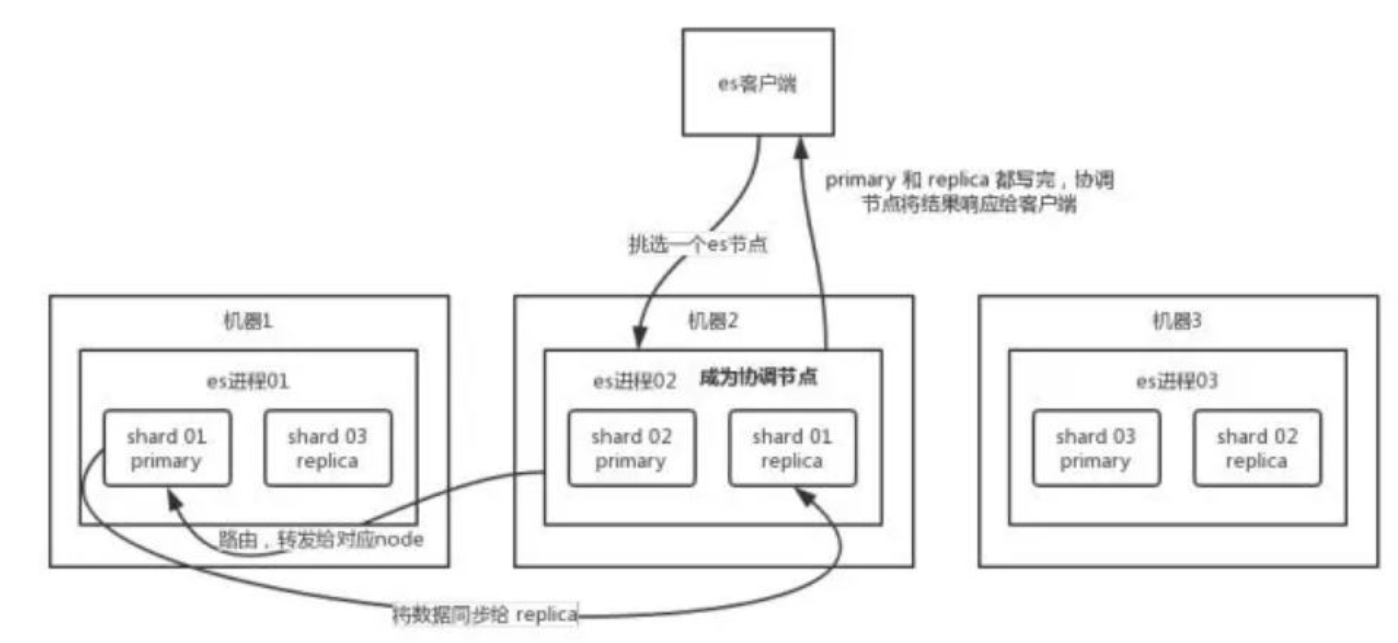 es客户端
primary 和 replica 都写完，协调
节点将结果响应给客户端
挑选一个es节点
机器1
es进程01
shard 01
primary
shard 03
replica
机器2
es进程02 成为协调节点
shard 02
primary
shard 01
replica
机器3
es进程03
shard 03
primary
shard 02
replica
路由，转发给对应node
将数据同步给 replica